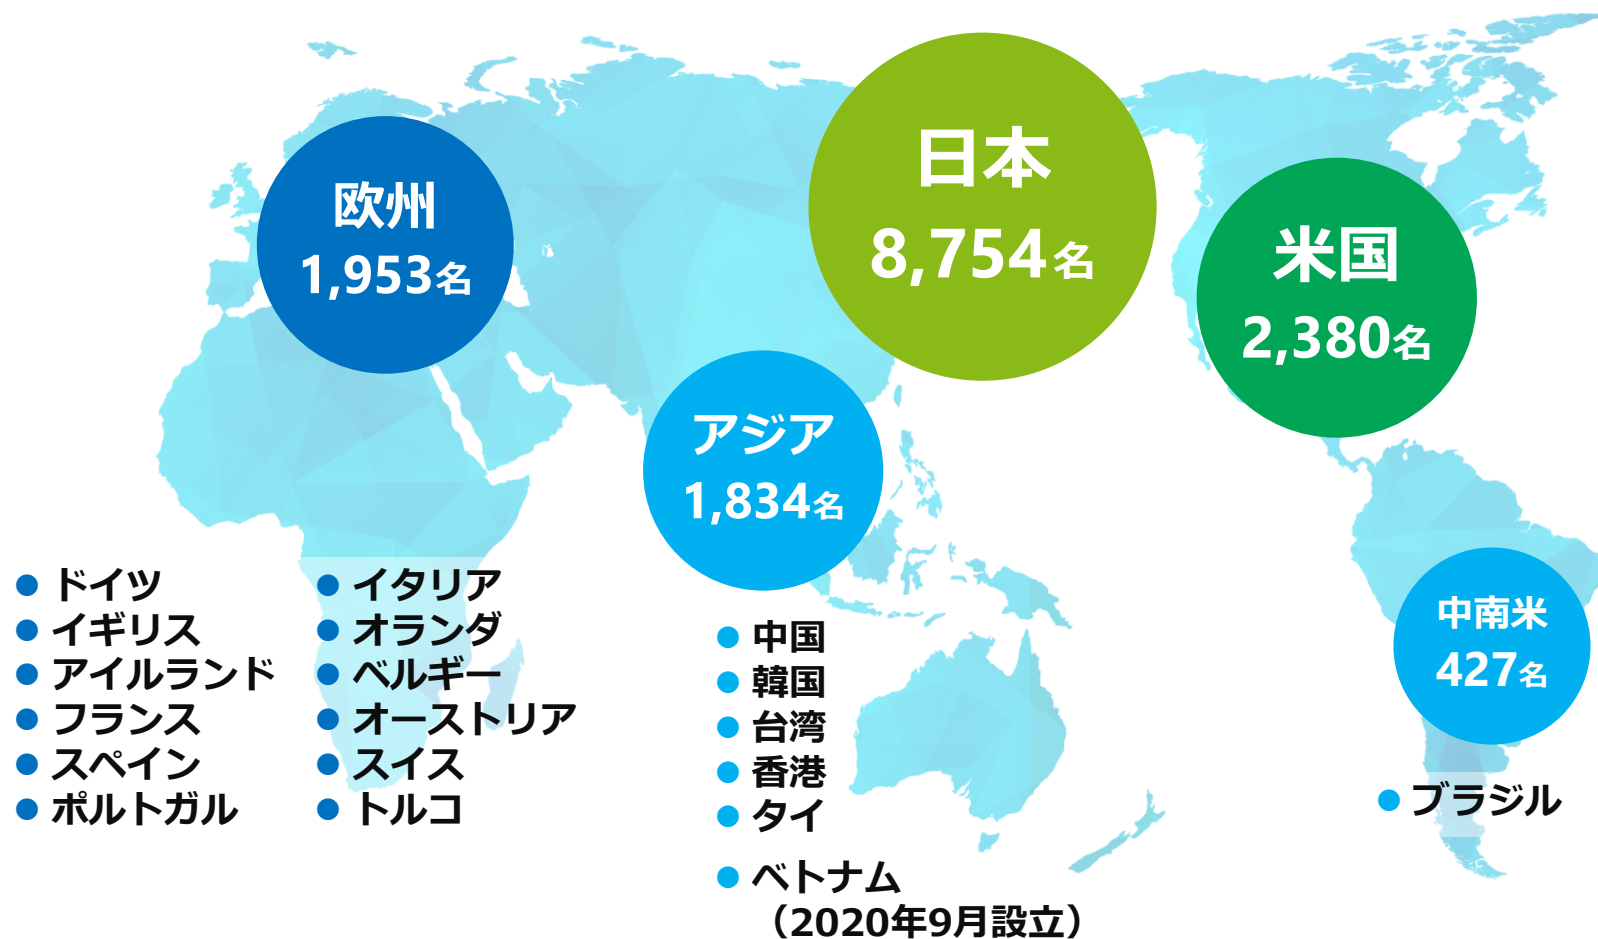 欧州
1,953名
日本
8,754名
米国
2,380名
アジア
1,834名
中南米
427名
● ドイツ
● イギリス
● アイルランド
● フランス
● スペイン
● ポルトガル
● イタリア
● オランダ
● ベルギー
● オーストリア
● スイス
● トルコ
● 中国
● 韓国
● 台湾
● 香港
● タイ
● ベトナム
（2020年9月設立）
● ブラジル